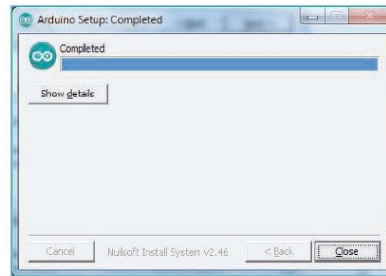 Arduino Setup: Completed
Completed
Show details
Cancel
Nullsoft Install System v2.46
< Back
Close